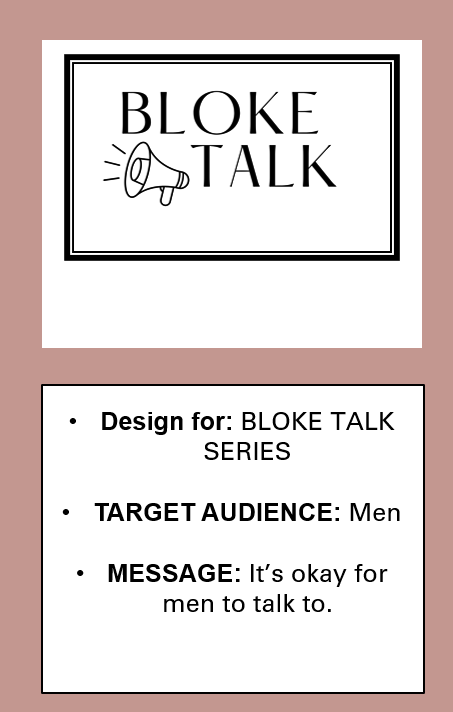 BLOKE
TALK
• Design for: BLOKE TALK
SERIES
• TARGET AUDIENCE: Men
• MESSAGE: It’s okay for
men to talk to.